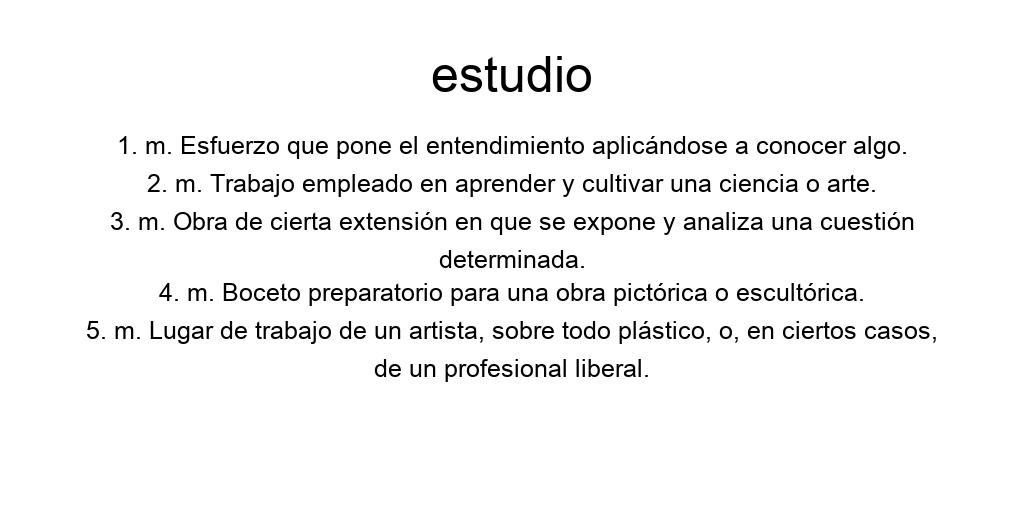 estudio
1. m. Esfuerzo que pone el entendimiento aplicándose a conocer algo.
2. m. Trabajo empleado en aprender y cultivar una ciencia o arte.
3. m. Obra de cierta extensión en que se expone y analiza una cuestión
determinada.
4. m. Boceto preparatorio para una obra pictórica o escultórica.
5. m. Lugar de trabajo de un artista, sobre todo plástico, o, en ciertos casos,
de un profesional liberal.